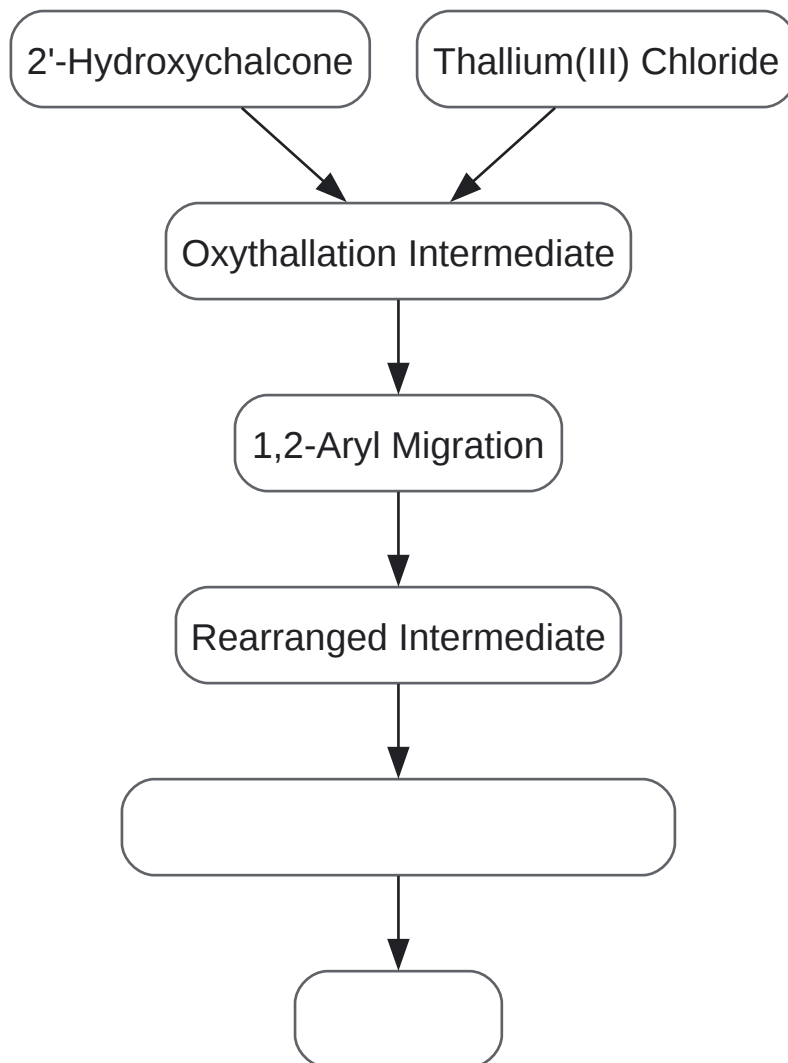 2'-Hydroxychalcone
Thallium(III) Chloride
Oxythallation Intermediate
1,2-Aryl Migration
Rearranged Intermediate